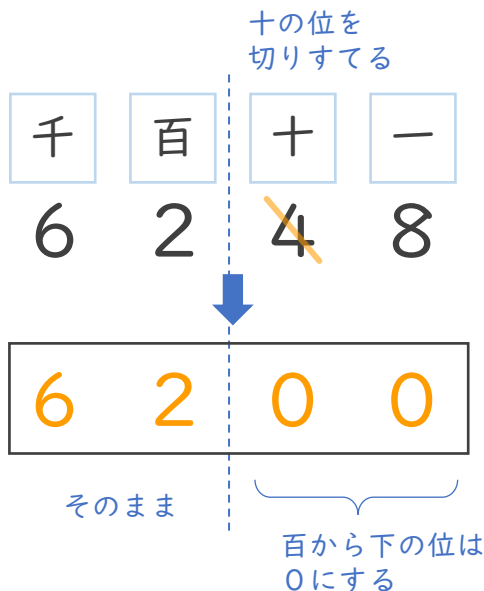 十の位を
切りすてる
千 百 十 一
6 2 4 8
6 2 0 0
そのまま
百から下の位は
0にする